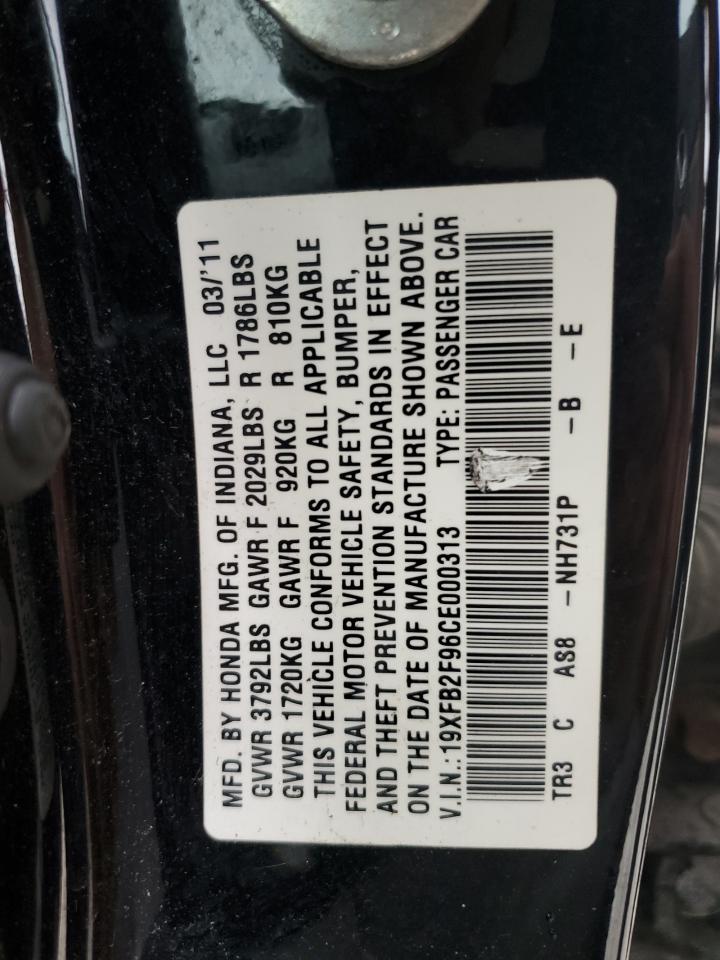 MFD. BY HONDA MFG. OF INDIANA, LLC 03/'11
GVWR 3792LBS GAWR F 2029LBS R 1786LBS
GVWR 1720KG GAWR F 920KG R 810KG
THIS VEHICLE CONFORMS TO ALL APPLICABLE
FEDERAL MOTOR VEHICLE SAFETY, BUMPER,
AND THEFT PREVENTION STANDARDS IN EFFECT
ON THE DATE OF MANUFACTURE SHOWN ABOVE.
V.I.N.: 19XFB2F96CE000313 TYPE: PASSENGER CAR
TR3 C AS8 -NH731P -B -E